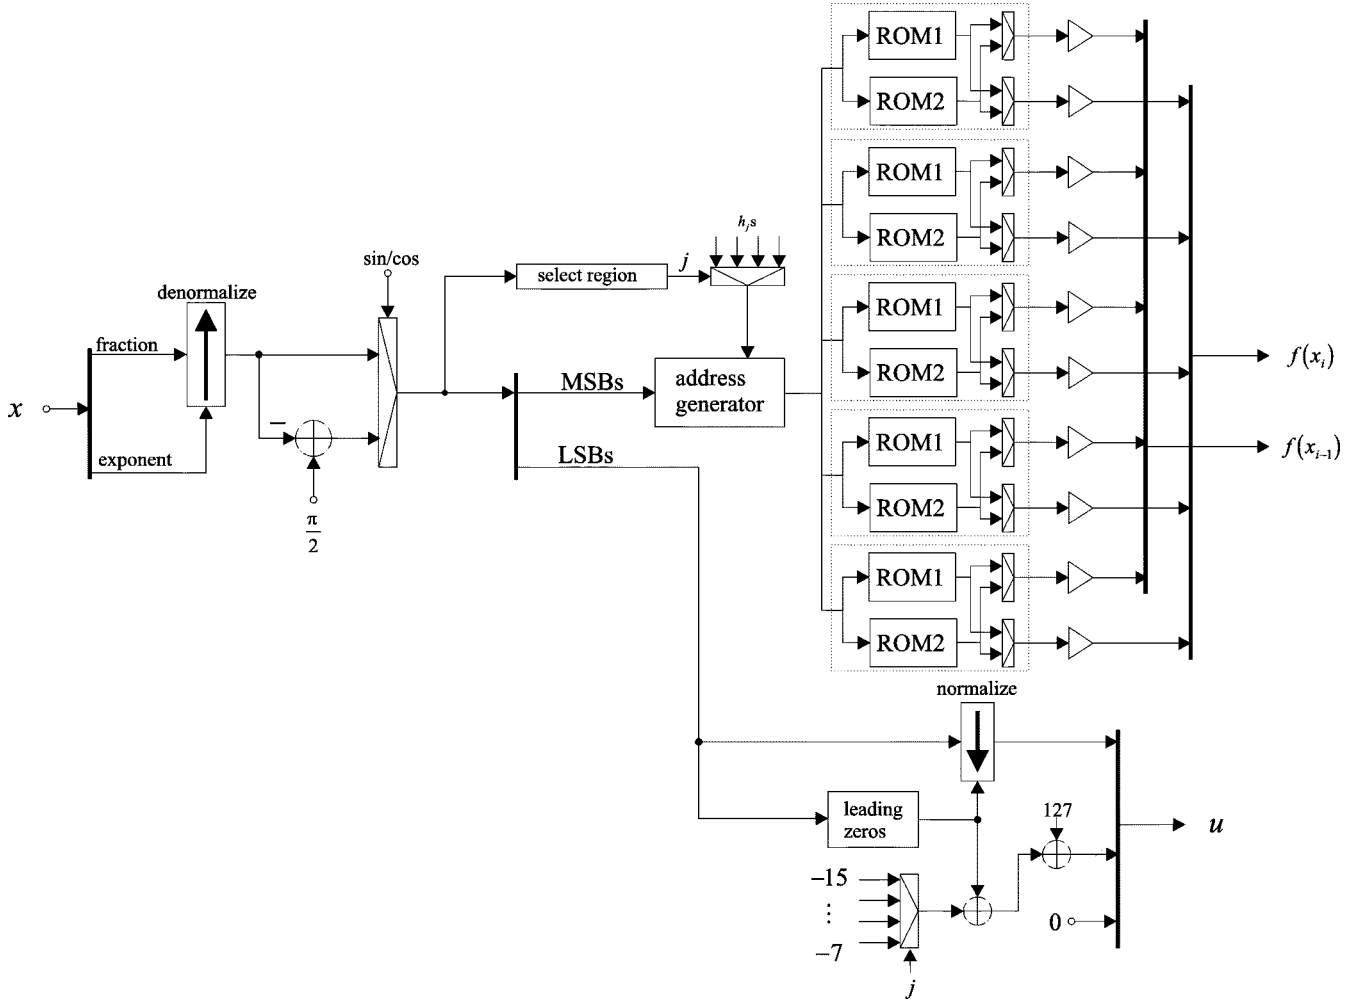 ROM1
ROM2
ROM1
ROM2
h_j s
sin/cos
select region
j
denormalize
ROM1
fraction
address
generator
MSBs
ROM2
f(x_i)
x
−
exponent
LSBs
ROM1
f(x_{i−1})
π
2
ROM2
ROM1
ROM2
normalize
leading
zeros
127
u
−15
⋮
0
−7
j